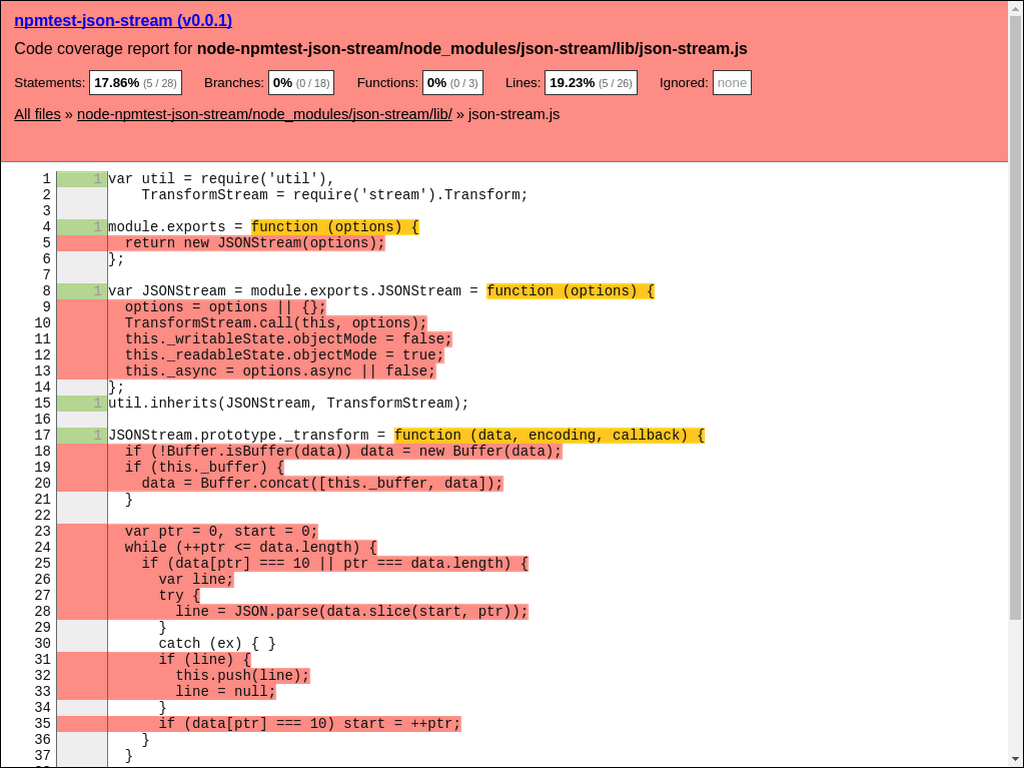 npmtest-json-stream (v0.0.1)
Code coverage report for node-npmtest-json-stream/node_modules/json-stream/lib/json-stream.js
Statements: 17.86% (5 / 28) Branches: 0% (0 / 18) Functions: 0% (0 / 3) Lines: 19.23% (5 / 26) Ignored: none
All files » node-npmtest-json-stream/node_modules/json-stream/lib/ » json-stream.js
1 1 var util = require('util'),
2     TransformStream = require('stream').Transform;
3
4 1 module.exports = function (options) {
5   return new JSONStream(options);
6 };
7
8 1 var JSONStream = module.exports.JSONStream = function (options) {
9   options = options || {};
10   TransformStream.call(this, options);
11   this._writableState.objectMode = false;
12   this._readableState.objectMode = true;
13   this._async = options.async || false;
14 };
15 1 util.inherits(JSONStream, TransformStream);
16
17 1 JSONStream.prototype._transform = function (data, encoding, callback) {
18   if (!Buffer.isBuffer(data)) data = new Buffer(data);
19   if (this._buffer) {
20     data = Buffer.concat([this._buffer, data]);
21   }
22
23   var ptr = 0, start = 0;
24   while (++ptr <= data.length) {
25     if (data[ptr] === 10 || ptr === data.length) {
26       var line;
27       try {
28         line = JSON.parse(data.slice(start, ptr));
29       }
30       catch (ex) { }
31       if (line) {
32         this.push(line);
33         line = null;
34       }
35       if (data[ptr] === 10) start = ++ptr;
36     }
37   }